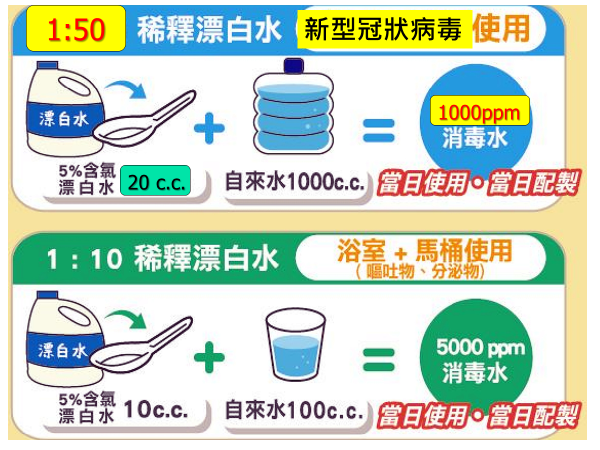 1:50 稀釋漂白水 新型冠狀病毒 使用
漂白水
5%含氯
漂白水 20 c.c.
自來水1000c.c.
1000ppm
消毒水
當日使用•當日配製
1:10 稀釋漂白水
浴室 + 馬桶使用
(嘔吐物、分泌物)
漂白水
5%含氯
漂白水 10c.c.
自來水100c.c.
5000 ppm
消毒水
當日使用•當日配製